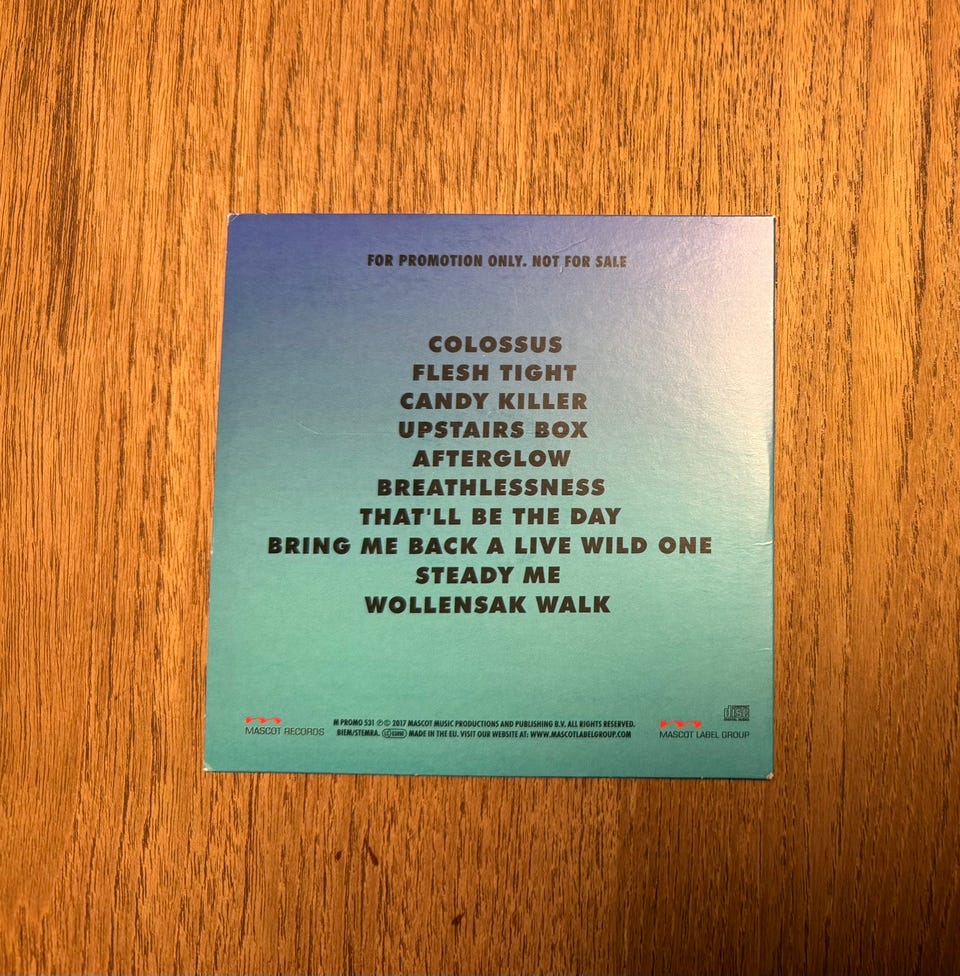 FOR PROMOTION ONLY. NOT FOR SALE
COLOSSUS
FLESH TIGHT
CANDY KILLER
UPSTAIRS BOX
AFTERGLOW
BREATHLESSNESS
THAT'LL BE THE DAY
BRING ME BACK A LIVE WILD ONE
STEADY ME
WOLLENSAK WALK
MASCOT RECORDS
M PROMO 531 ℗© 2017 MASCOT MUSIC PRODUCTIONS AND PUBLISHING B.V. ALL RIGHTS RESERVED.
BIEM/STEMRA. MADE IN THE EU. VISIT OUR WEBSITE AT: WWW.MASCOTLABELGROUP.COM
disc
MASCOT LABEL GROUP